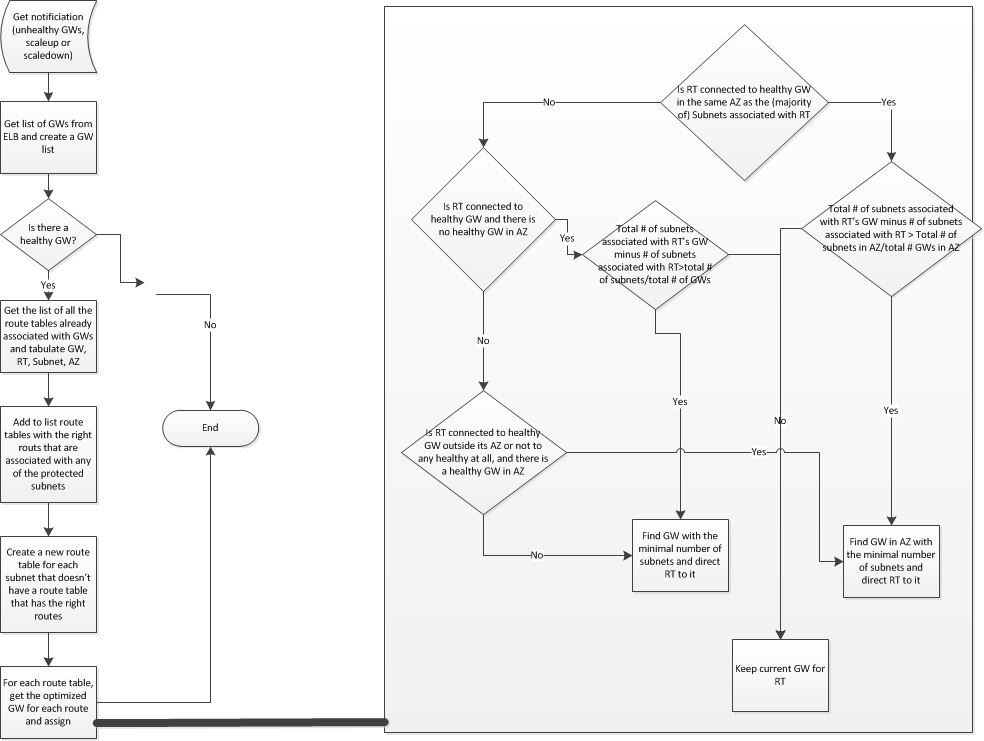 Get notificiation
(unhealthy GWs,
scaleup or
scaledown)
Get list of GWs from
ELB and create a GW
list
Is there a
healthy GW?
Yes
No
Get the list of all the
route tables already
associated with GWs
and tabulate GW,
RT, Subnet, AZ
Add to list route
tables with the right
routs that are
associated with any
of the protected
subnets
End
Create a new route
table for each
subnet that doesn't
have a route table
that has the right
routes
For each route table,
get the optimized
GW for each route
and assign
Is RT connected to healthy GW
in the same AZ as the (majority
of) Subnets associated with RT
No
Yes
Is RT connected to
healthy GW and there is
no healthy GW in AZ
Yes
Total # of subnets
associated with RT's GW
minus # of subnets
associated with RT>total #
of subnets/total # of GWs
Total # of subnets associated
with RT's GW minus # of subnets
associated with RT > Total # of
subnets in AZ/total # GWs in AZ
No
Yes
No
Yes
Is RT connected to healthy
GW outside its AZ or not to
any healthy at all, and there is
a healthy GW in AZ
Yes
No
Find GW with the
minimal number of
subnets and direct
RT to it
Find GW in AZ with
the minimal number
of subnets and
direct RT to it
Keep current GW for
RT